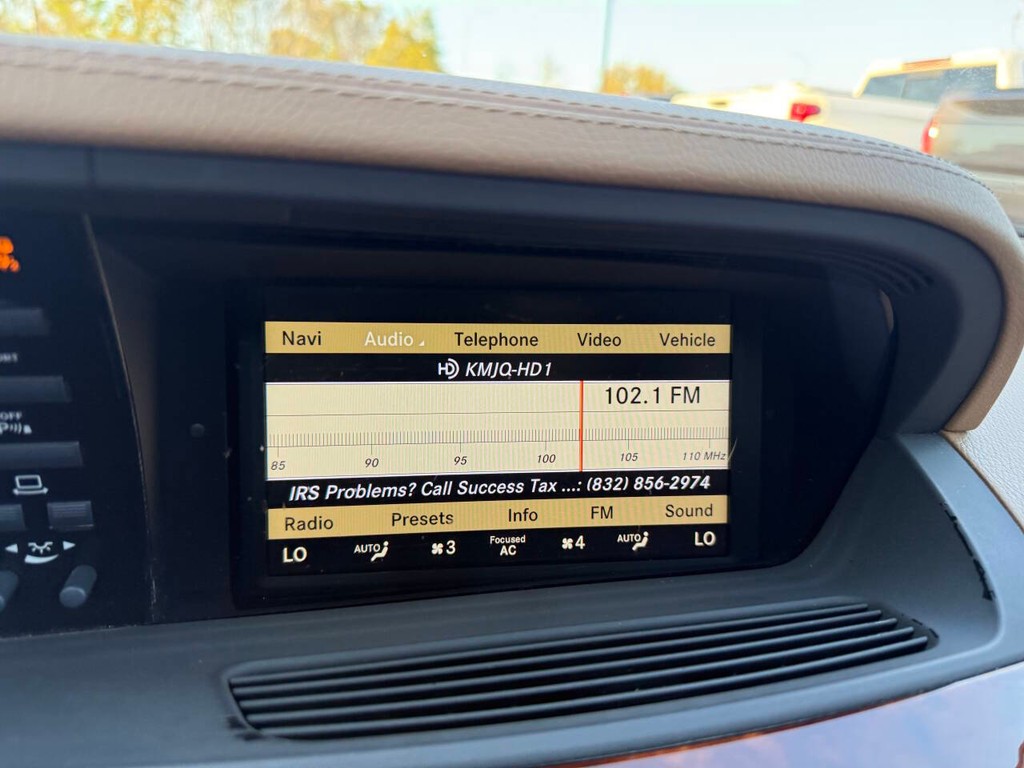 Navi Audio Telephone Video Vehicle
HD KMJQ-HD1
102.1 FM
85 90 95 100 105 110 MHz
IRS Problems? Call Success Tax ...: (832) 856-2974
Radio Presets Info FM Sound
LO AUTO 3 Focused AC 4 AUTO LO
OFF